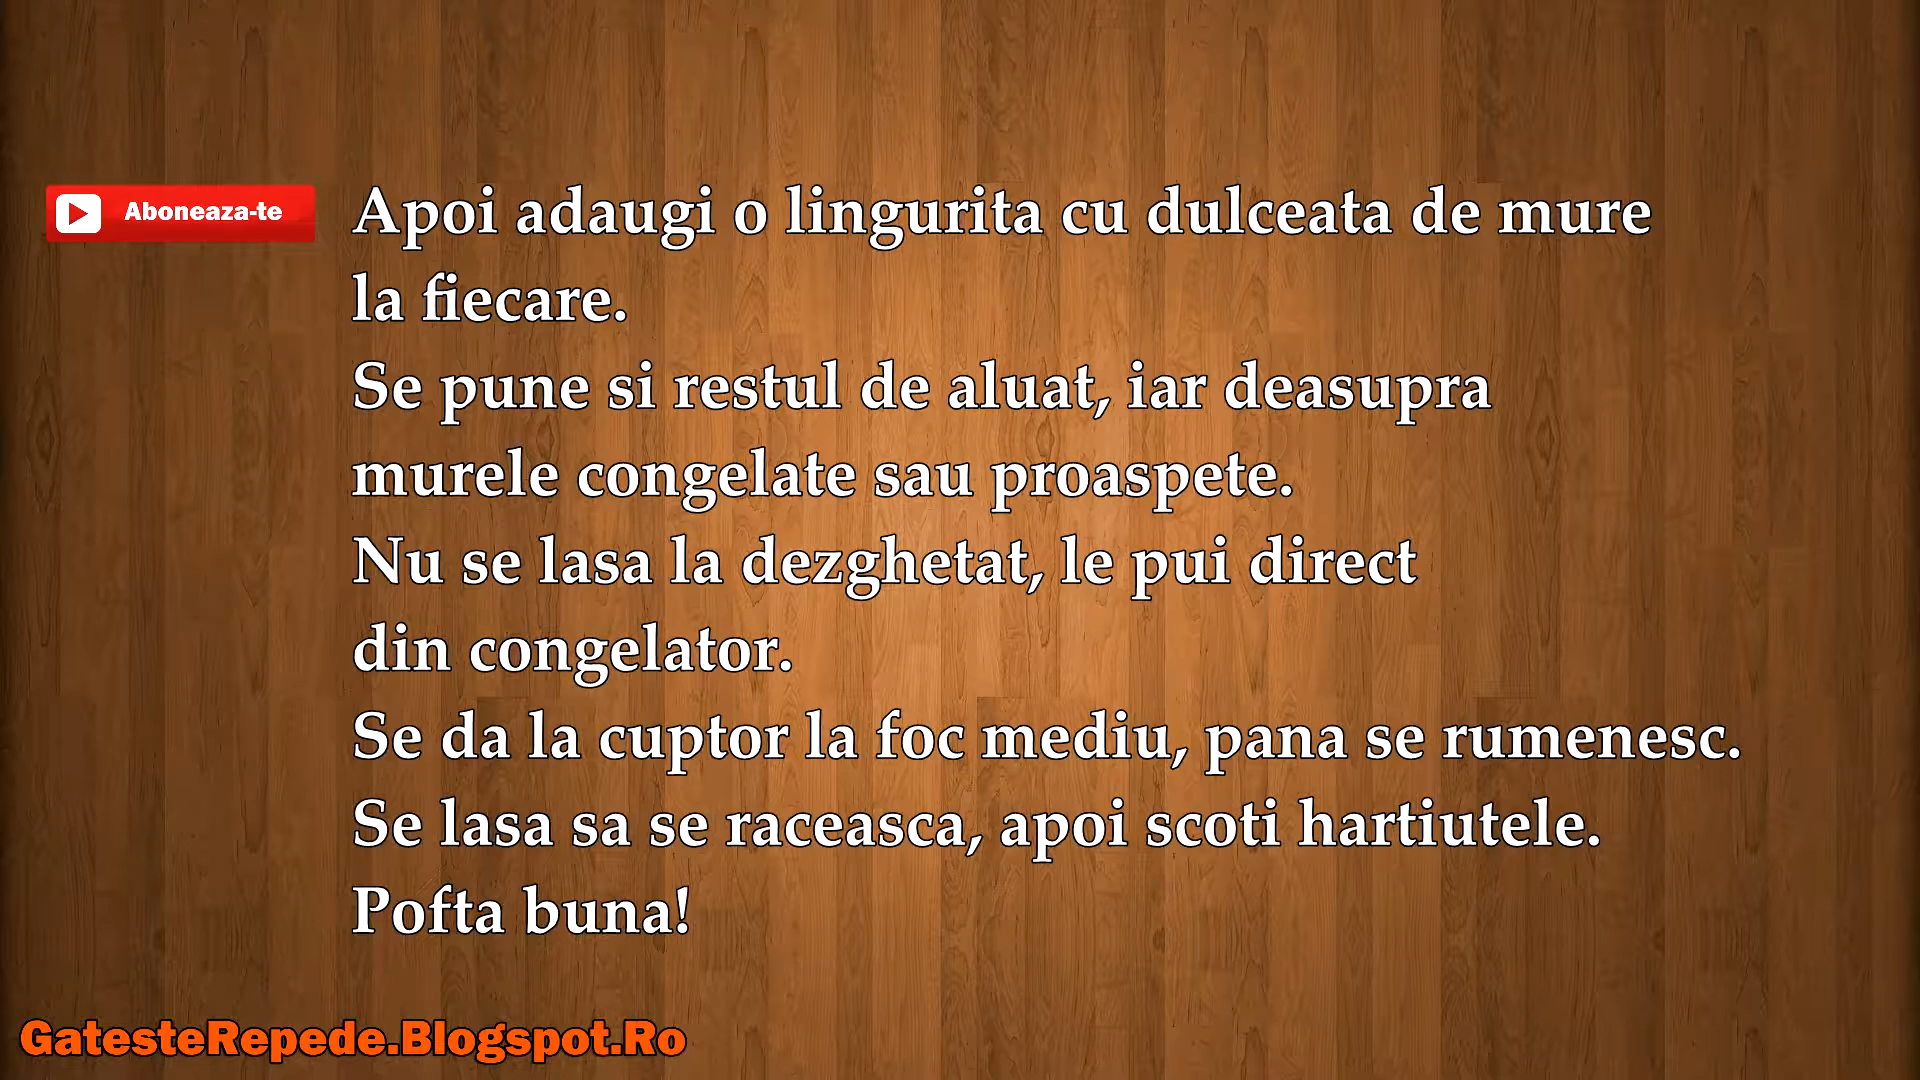 Aboneaza-te
Apoi adaugi o lingurita cu dulceata de mure
la fiecare.
Se pune si restul de aluat, iar deasupra
murele congelate sau proaspete.
Nu se lasa la dezghetat, le pui direct
din congelator.
Se da la cuptor la foc mediu, pana se rumenesc.
Se lasa sa se raceasca, apoi scoti hartiutele.
Pofta buna!
GatesteRepede.Blogspot.Ro